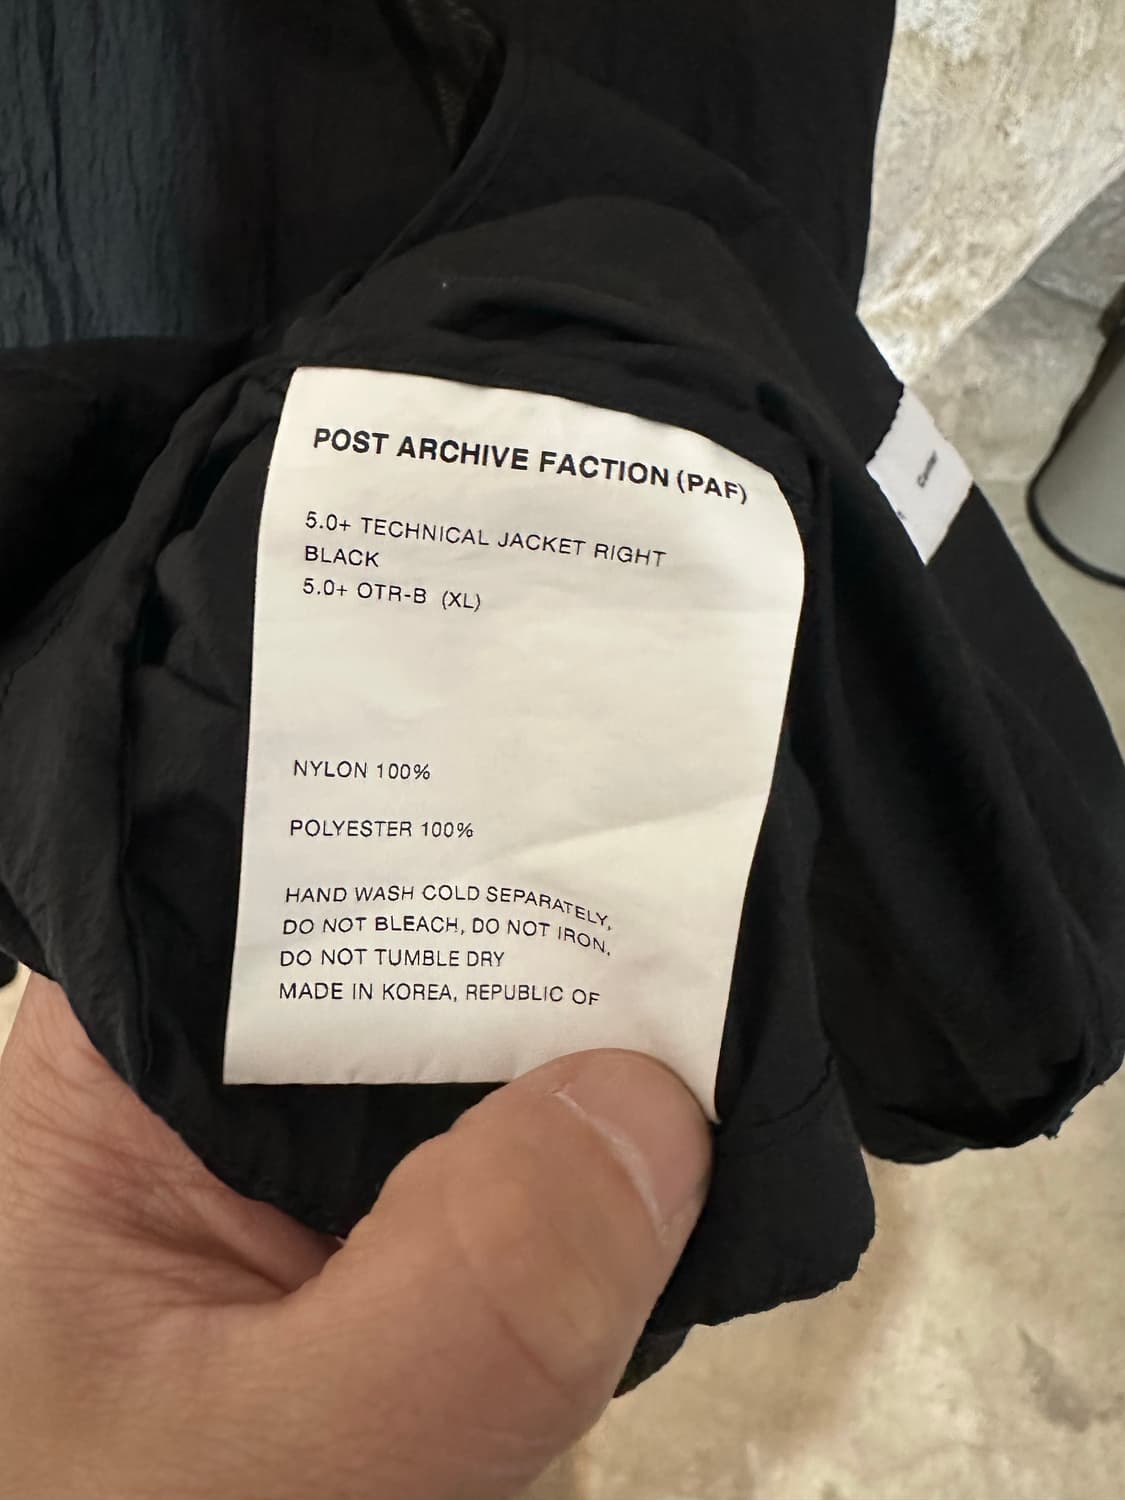 POST ARCHIVE FACTION (PAF)
5.0+ TECHNICAL JACKET RIGHT
BLACK
5.0+ OTR-B (XL)
NYLON 100%
POLYESTER 100%
HAND WASH COLD SEPARATELY,
DO NOT BLEACH, DO NOT IRON,
DO NOT TUMBLE DRY
MADE IN KOREA, REPUBLIC OF